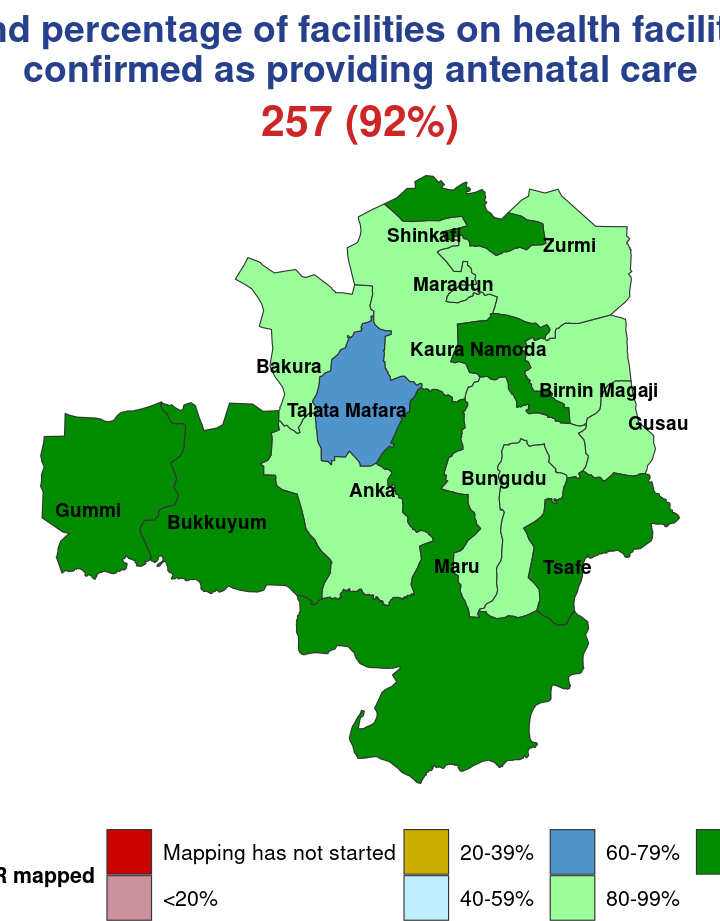 percentage of facilities on health
confirmed as providing antenatal care
257 (92%)
Shinkafi
Zurmi
Maradun
Kaura Namoda
Bakura
Birnin Magaji
Talata Mafara
Gusau
Bungudu
Anka
Gummi
Bukkuyum
Maru
Tsafe
Mapping has not started
20-39%
60-79%
mapped
<20%
40-59%
80-99%